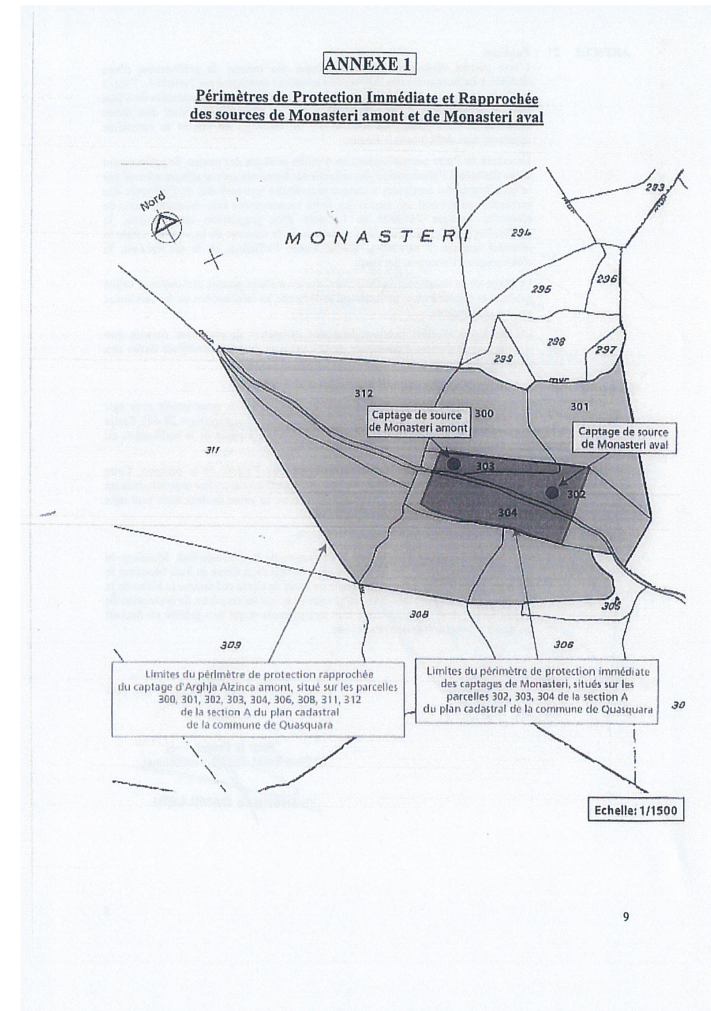 ANNEXE 1
Périmètres de Protection Immédiate et Rapprochée
des sources de Monasteri amont et de Monasteri aval
Nord
MONASTERI
283
294
295
296
297
298
299
mur
312
300
301
Captage de source
de Monasteri amont
Captage de source
de Monasteri aval
311
303
302
304
305
308
306
309
30
Limites du périmètre de protection rapprochée
du captage d'Arghja Alzinca amont, situé sur les parcelles
300, 301, 302, 303, 304, 306, 308, 311, 312
de la section A du plan cadastral
de la commune de Quasquara
Limites du périmètre de protection immédiate
des captages de Monasteri, situés sur les
parcelles 302, 303, 304 de la section A
du plan cadastral de la commune de Quasquara
Echelle: 1/1500
9